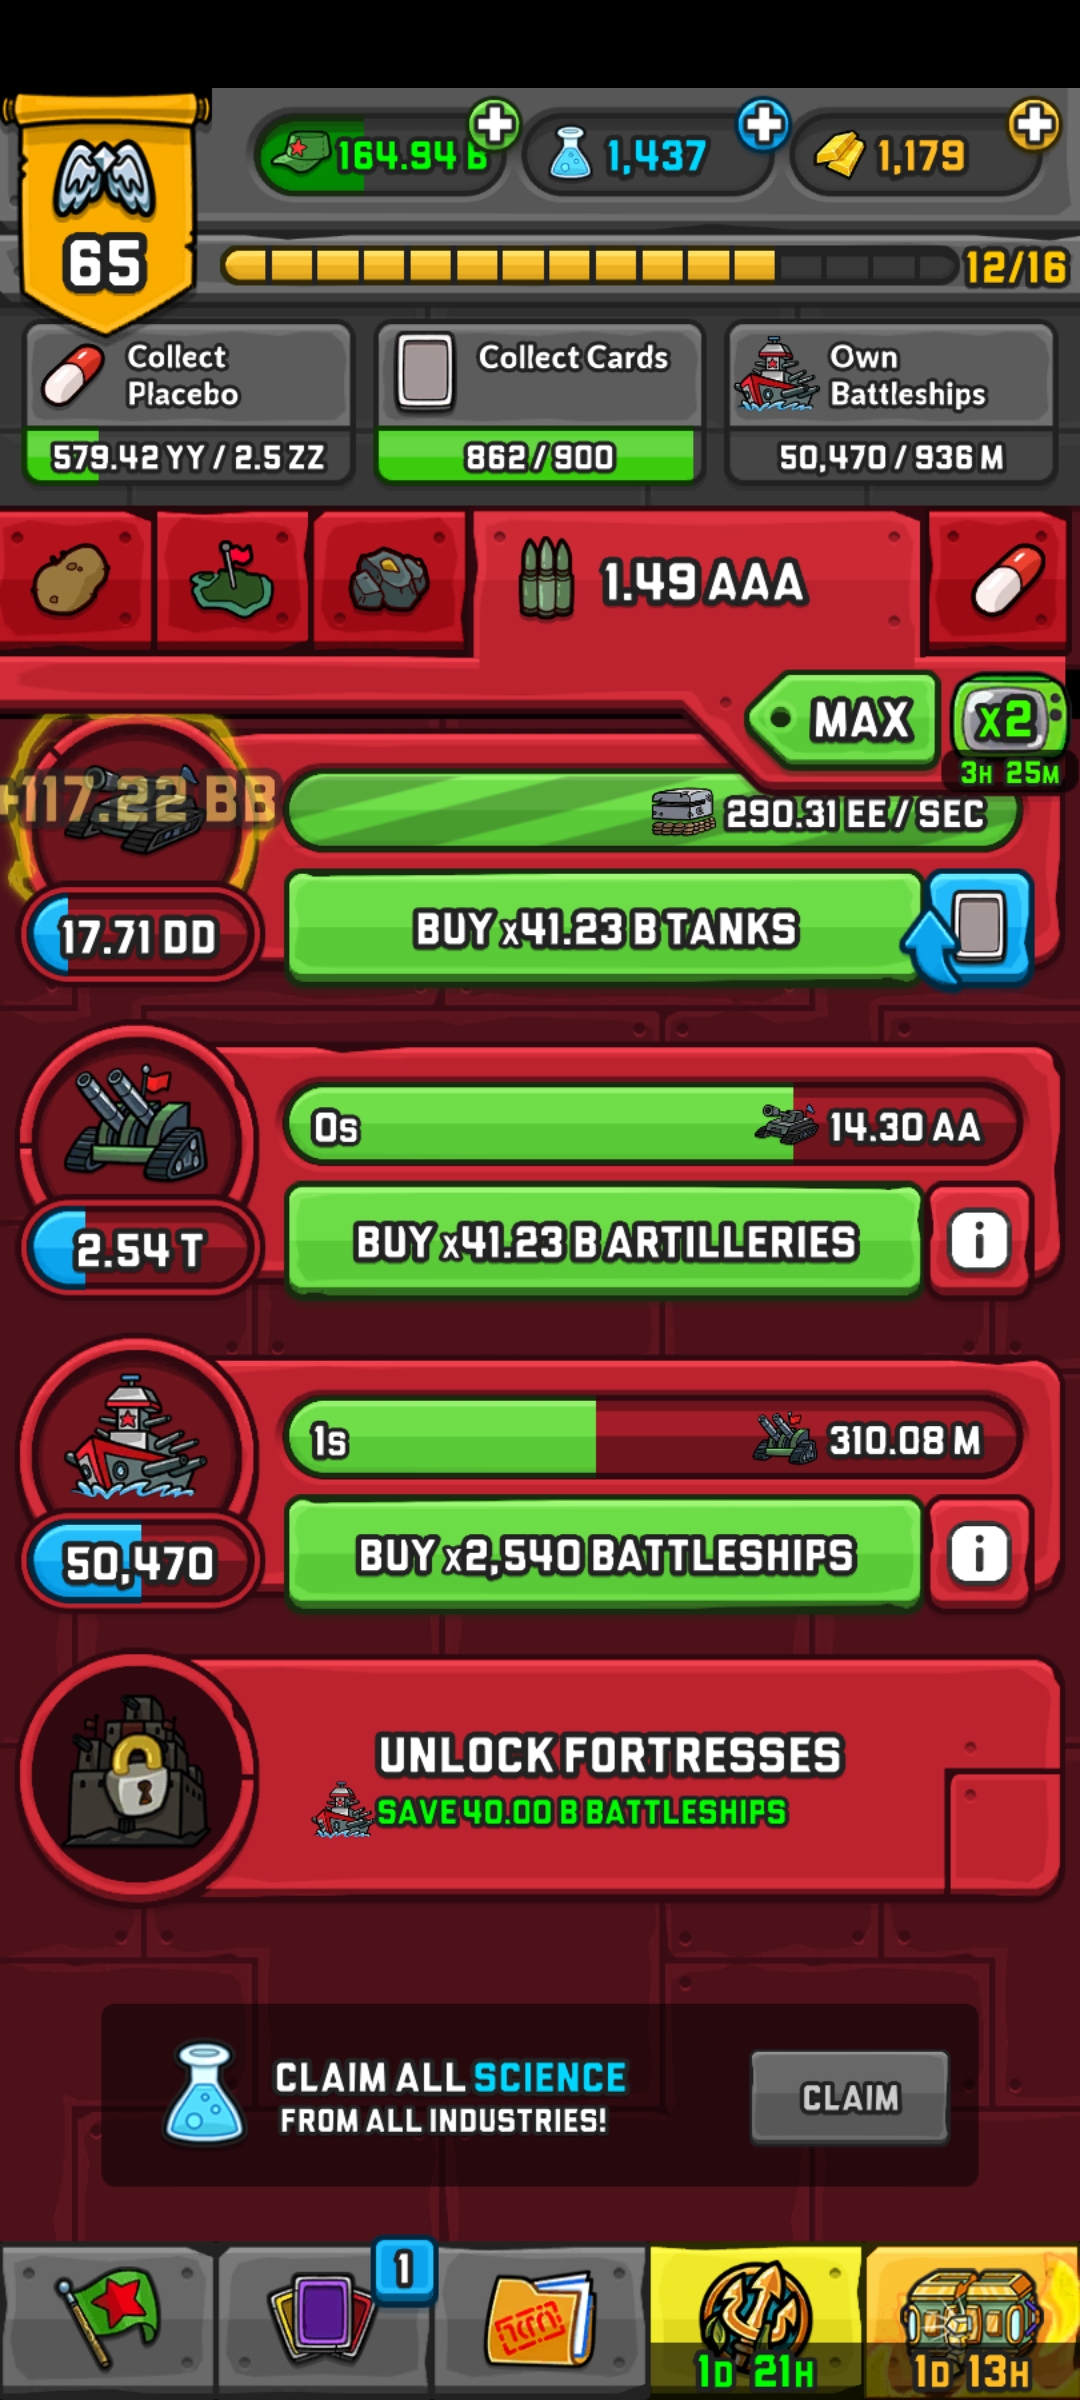 65
164.94 B
1,437
1,179
12/16
Collect
Placebo
579.42 YY / 2.5 ZZ
Collect Cards
862/900
Own
Battleships
50,470 / 936 M
1.49 AAA
MAX
x2
3H 25M
+117.22 BB
290.31 EE / SEC
17.71 DD
BUY x41.23 B TANKS
0s
14.30 AA
2.54 T
BUY x41.23 B ARTILLERIES
i
1s
310.08 M
50,470
BUY x2,540 BATTLESHIPS
i
UNLOCK FORTRESSES
SAVE 40.00 B BATTLESHIPS
CLAIM ALL SCIENCE
FROM ALL INDUSTRIES!
CLAIM
1
1D 21H
1D 13H